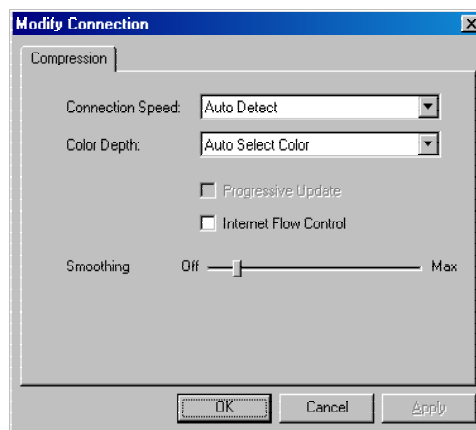 Modify Connection
Compression
Connection Speed: Auto Detect
Color Depth: Auto Select Color
Progressive Update
Internet Flow Control
Smoothing Off Max
OK Cancel Apply